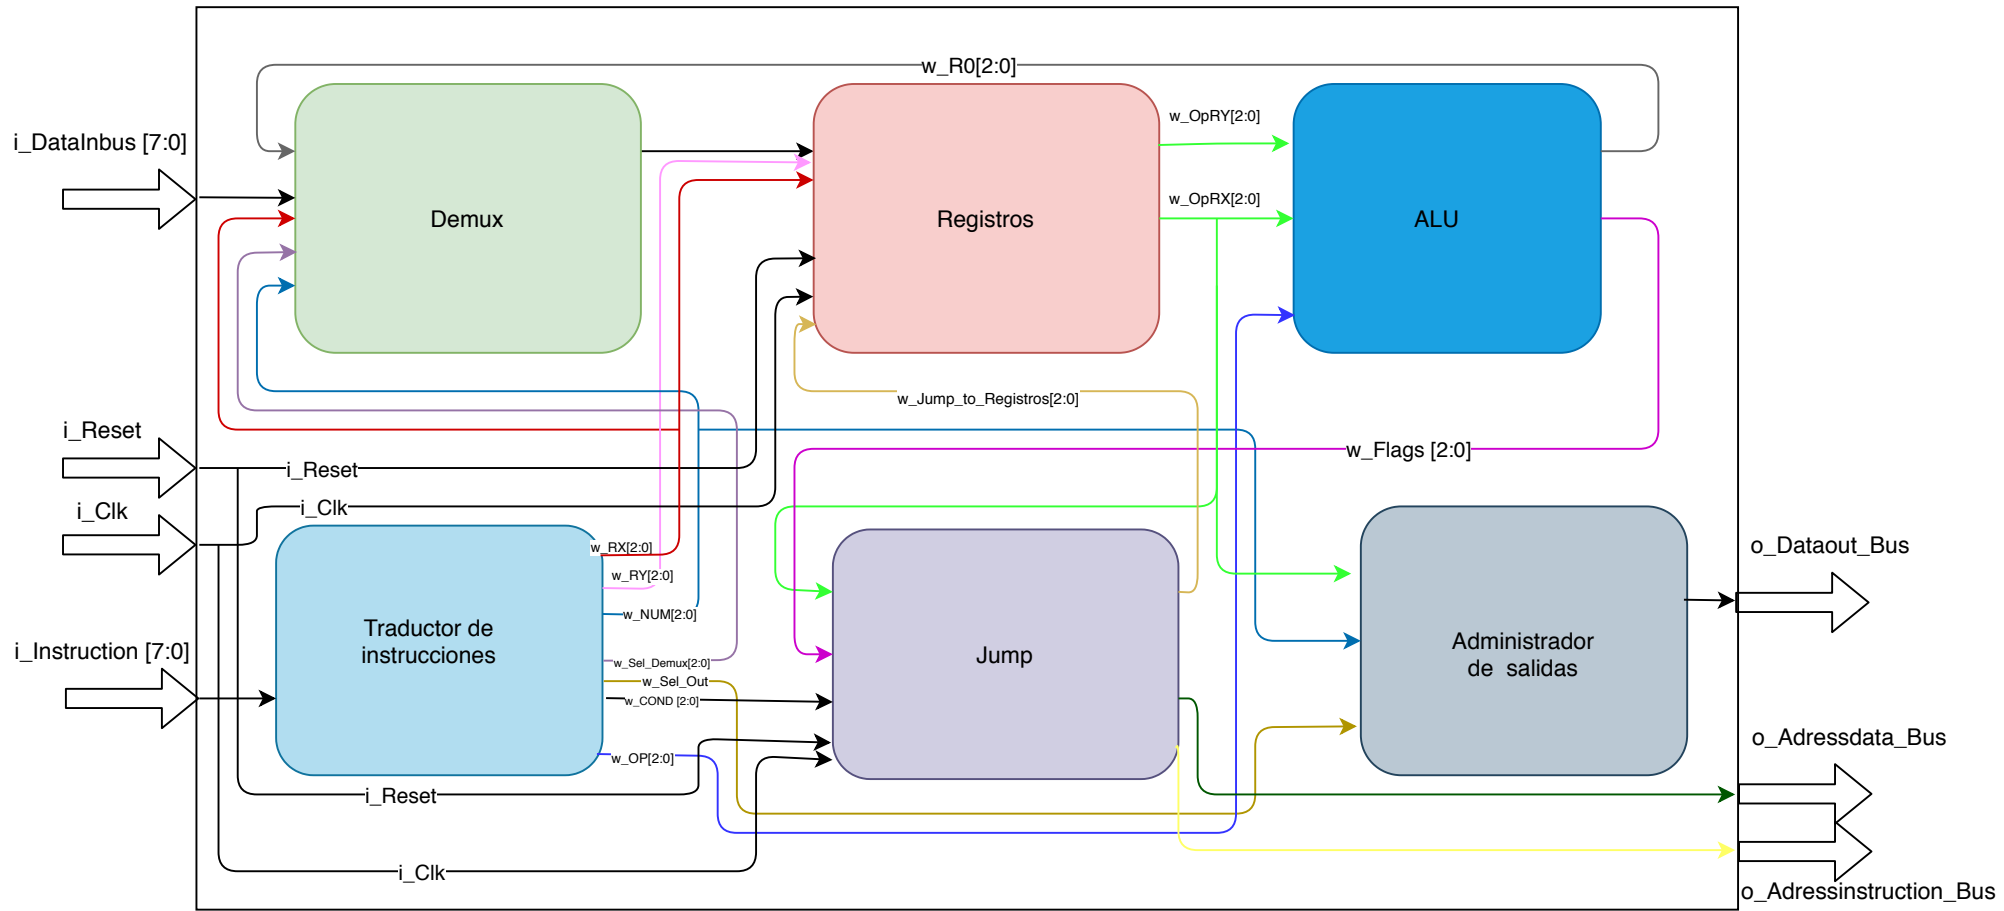 w_R0[2:0]
w_OpRY[2:0]
i_DataInbus [7:0]
w_OpRX[2:0]
Demux
Registros
ALU
w_Jump_to_Registros[2:0]
i_Reset
w_Flags [2:0]
i_Reset
i_Clk
i_Clk
w_RX[2:0]
o_Dataout_Bus
w_RY[2:0]
w_NUM[2:0]
Traductor de
instrucciones
Jump
Administrador
de salidas
i_Instruction [7:0]
w_Sel_Demux[2:0]
w_Sel_Out
w_COND [2:0]
o_Adressdata_Bus
w_OP[2:0]
i_Reset
i_Clk
o_Adressinstruction_Bus